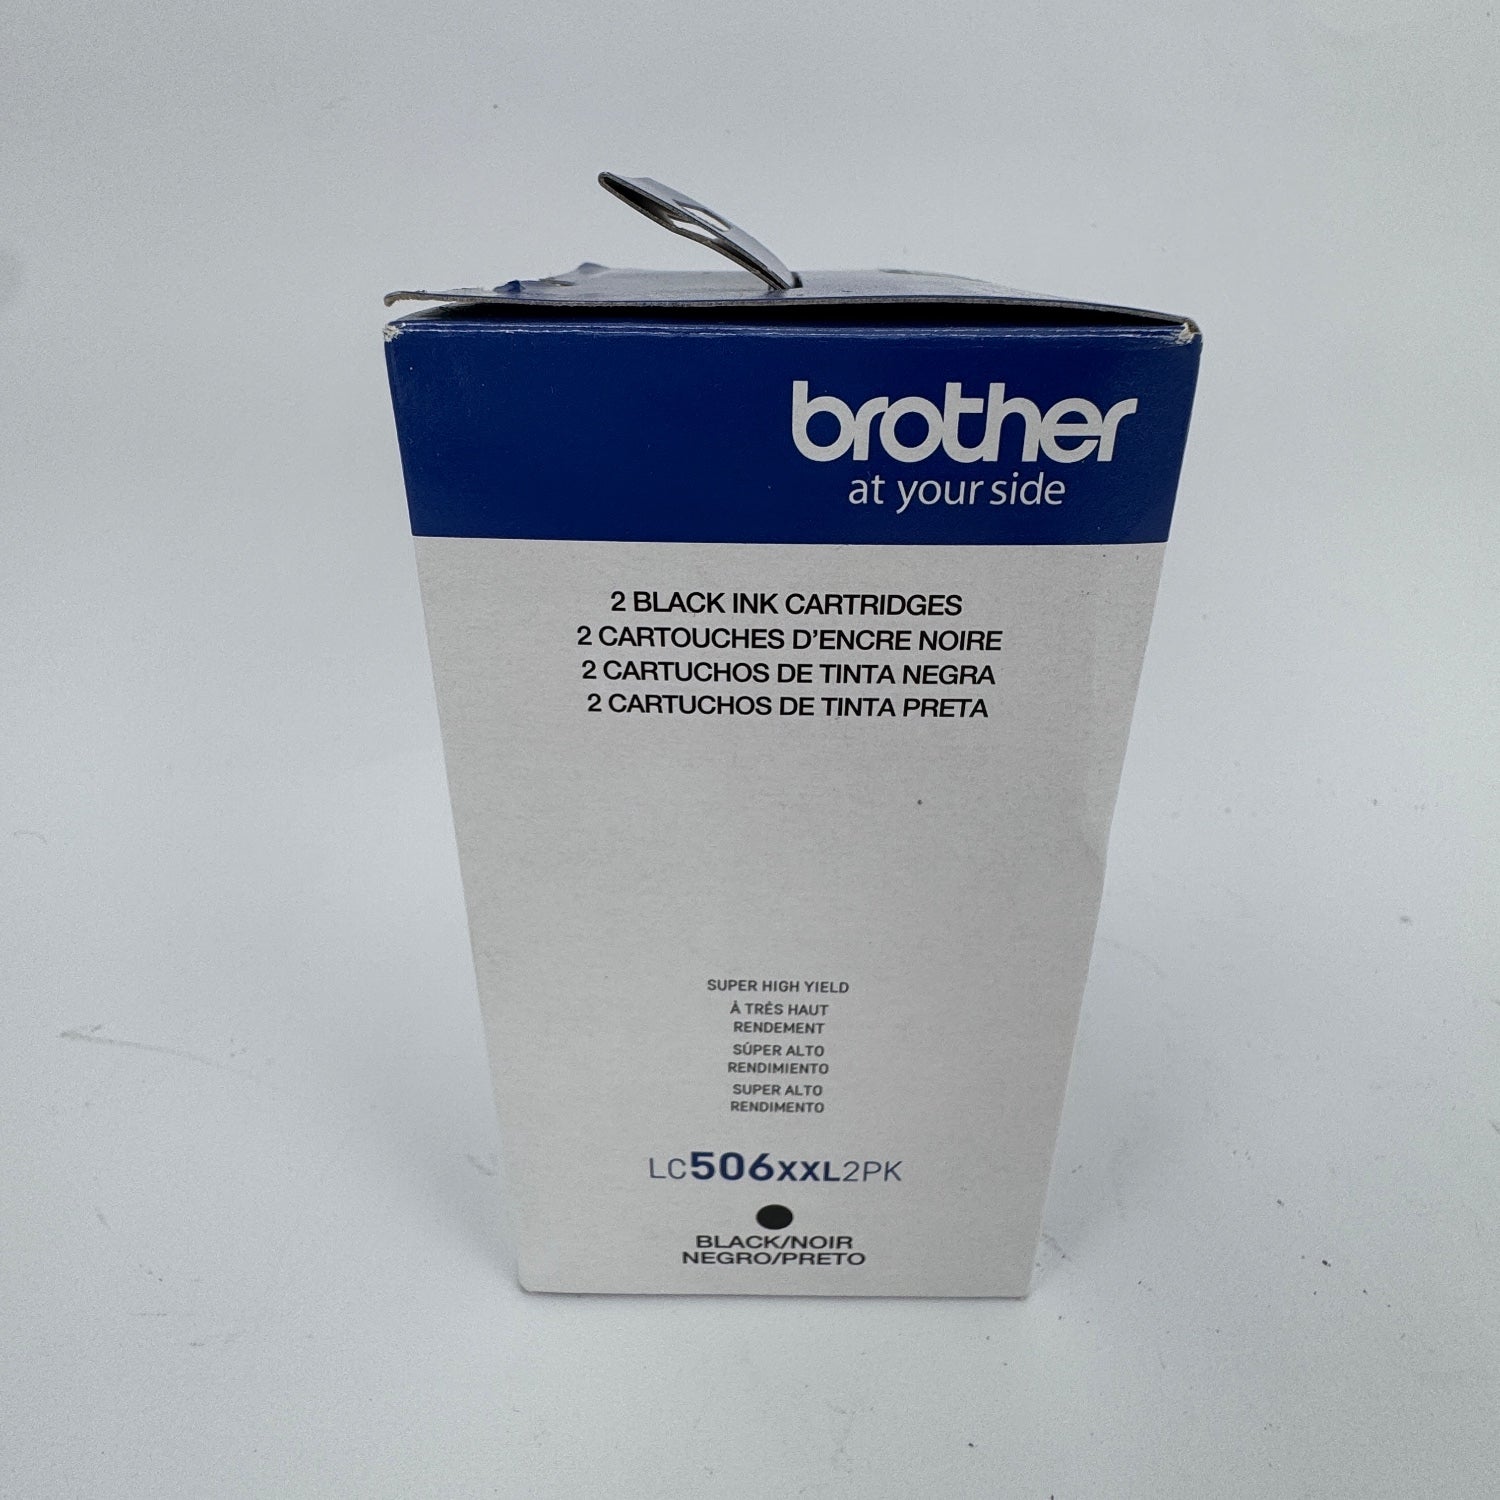 brother
at your side
2 BLACK INK CARTRIDGES
2 CARTOUCHES D'ENCRE NOIRE
2 CARTUCHOS DE TINTA NEGRA
2 CARTUCHOS DE TINTA PRETA
SUPER HIGH YIELD
À TRÈS HAUT
RENDEMENT
SÚPER ALTO
RENDIMIENTO
SUPER ALTO
RENDIMENTO
LC506XXL2PK
BLACK/NOIR
NEGRO/PRETO